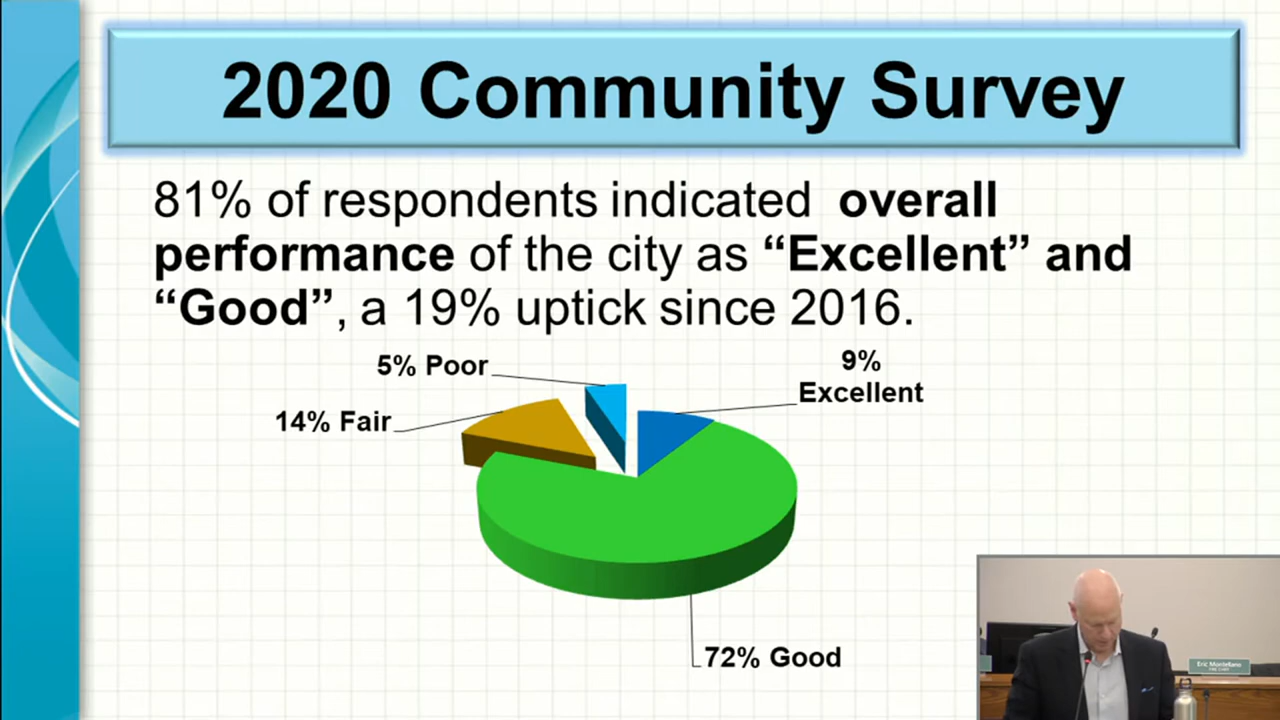 2020 Community Survey
81% of respondents indicated overall
performance of the city as “Excellent” and
“Good”, a 19% uptick since 2016.
5% Poor
9%
Excellent
14% Fair
72% Good
Eric Montellano